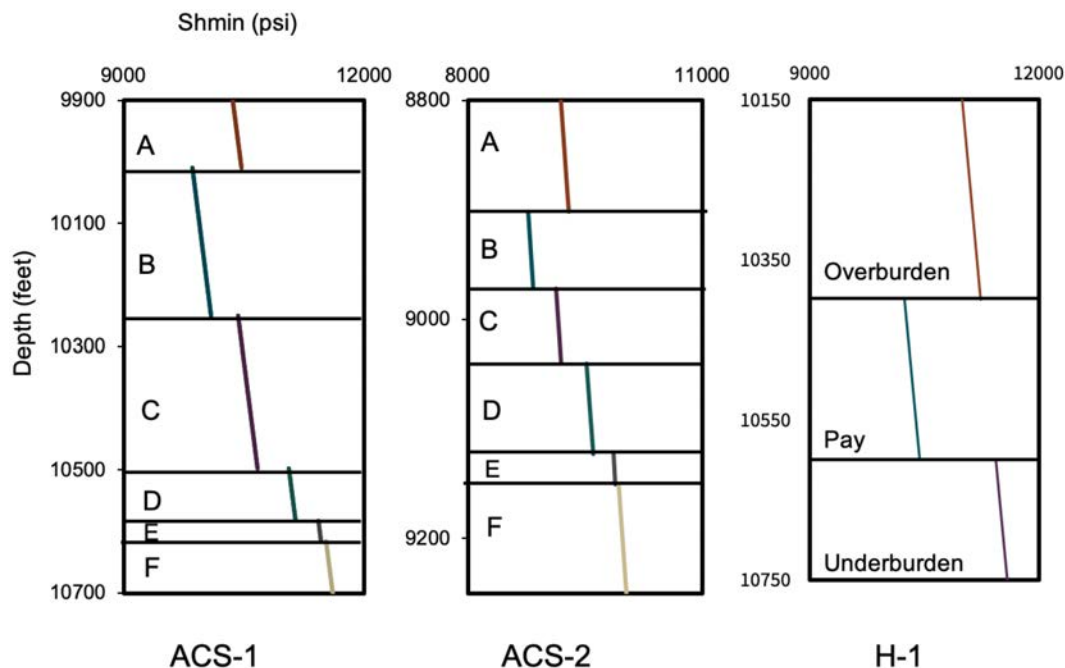 Shmin (psi)
9000 12000 8000 11000 9000 12000
9900 8800 10150
A A
10100
B B
10350
Overburden
Depth (feet)
9000
C
10300
C
D
10550
Pay
10500
D E
E
9200
F
F
Underburden
10700 10750
ACS-1 ACS-2 H-1